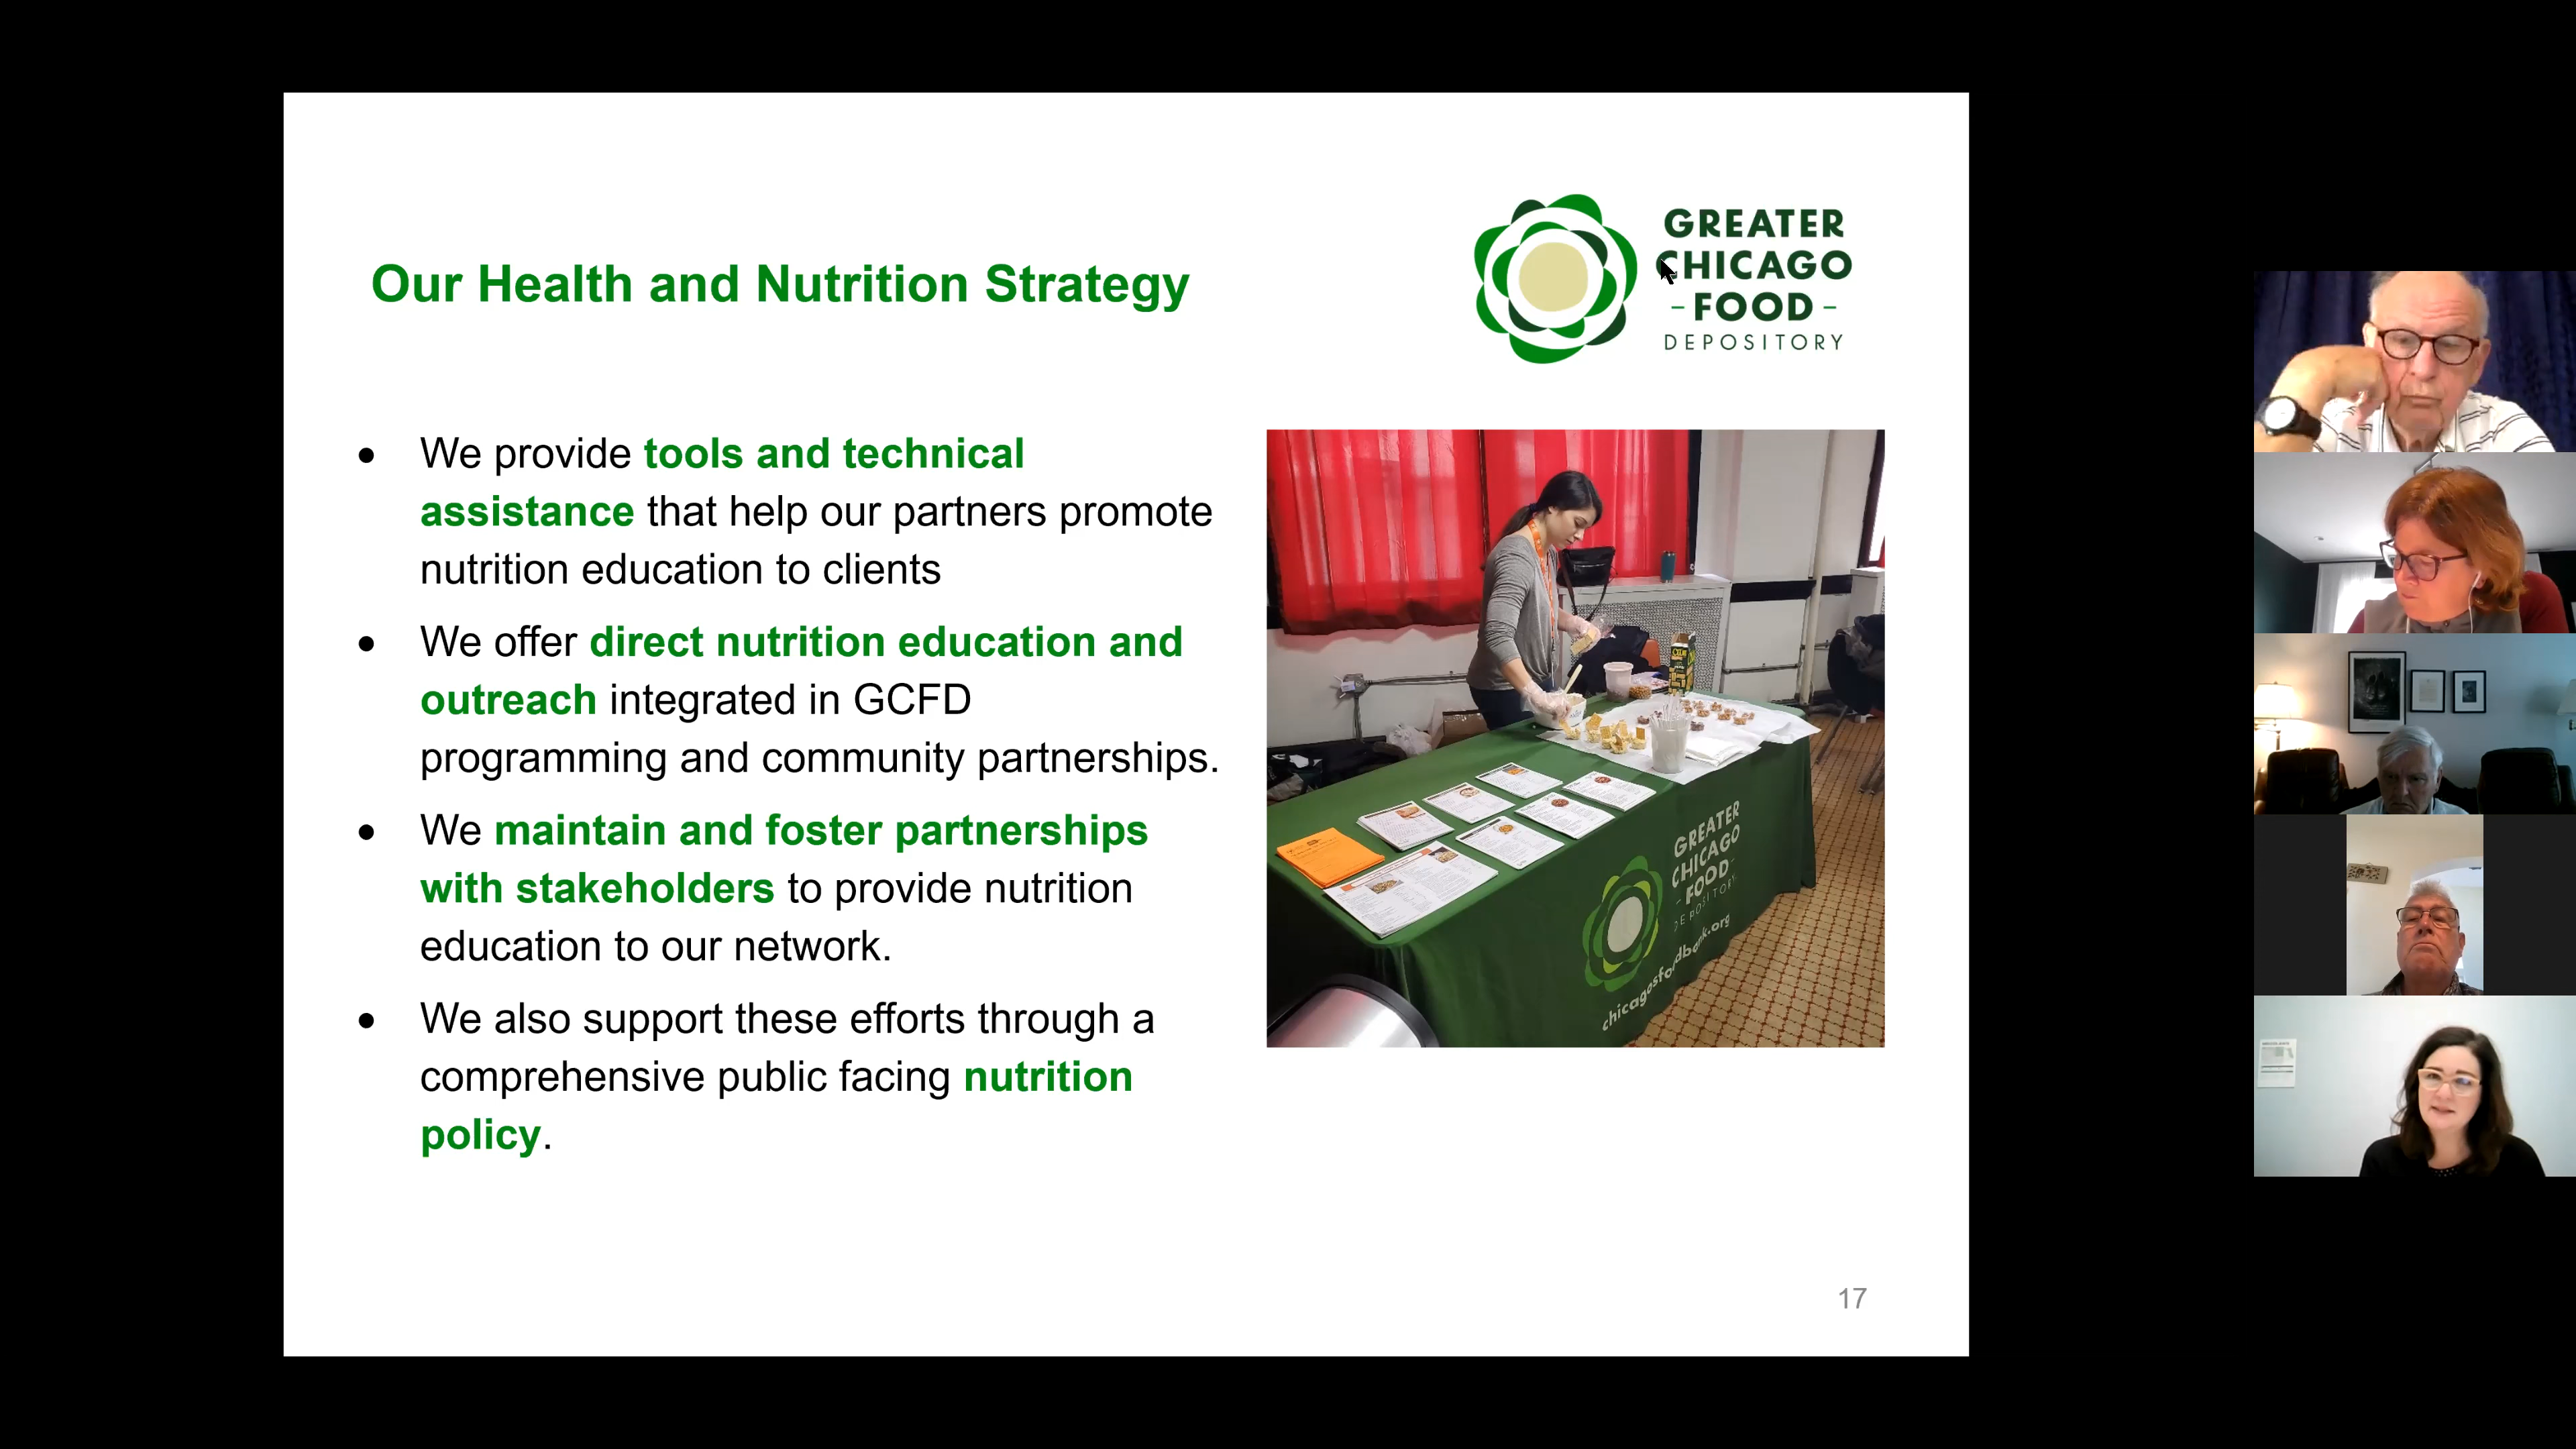 Our Health and Nutrition Strategy
GREATER
CHICAGO
- FOOD -
DEPOSITORY
• We provide tools and technical
assistance that help our partners promote
nutrition education to clients
• We offer direct nutrition education and
outreach integrated in GCFD
programming and community partnerships.
• We maintain and foster partnerships
with stakeholders to provide nutrition
education to our network.
• We also support these efforts through a
comprehensive public facing nutrition
policy.
GREATER
CHICAGO
- FOOD -
DEPOSITORY
chicagosfoodbank.org
17